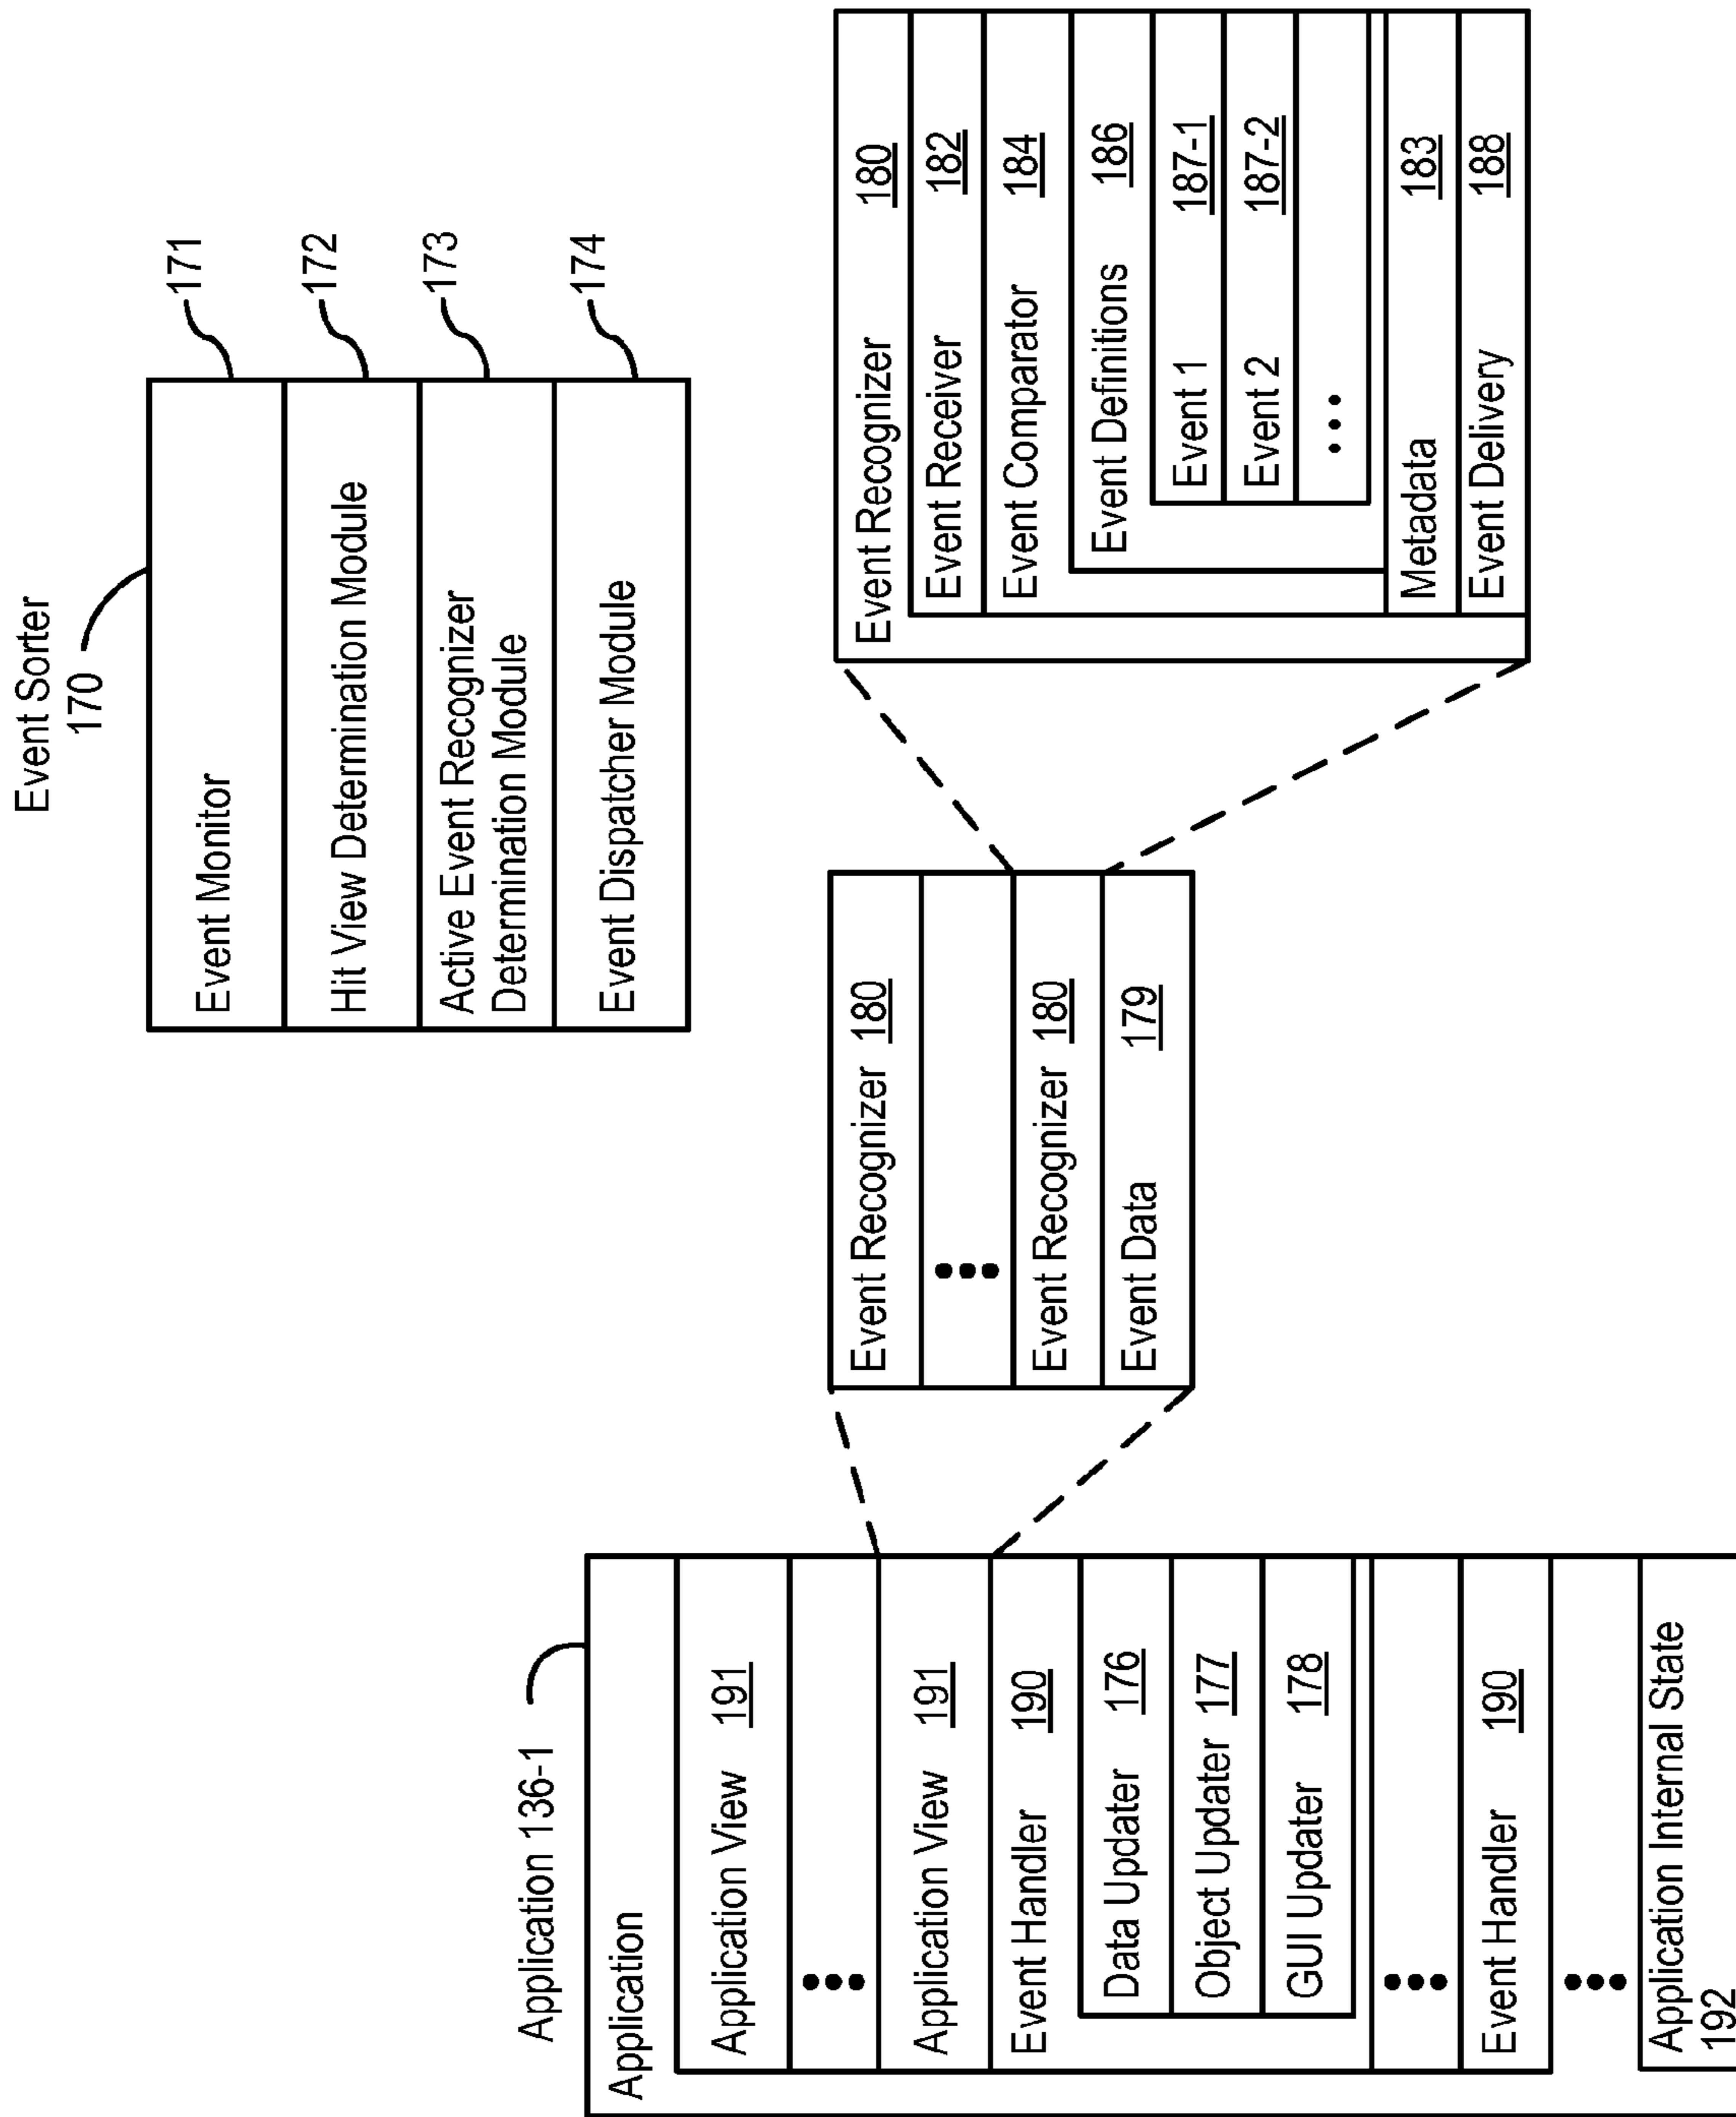 Event Sorter
170
Event Monitor
171
Hit View Determination Module
172
Active Event Recognizer
Determination Module
173
Event Dispatcher Module
174
Application 136-1
Application
Application View 191
•••
Application View 191
Event Handler 190
Data Updater 176
Object Updater 177
GUI Updater 178
•••
Event Handler 190
•••
Application Internal State
192
Event Recognizer 180
•••
Event Recognizer 180
Event Data 179
Event Recognizer 180
Event Receiver 182
Event Comparator 184
Event Definitions 186
Event 1 187-1
Event 2 187-2
•••
Metadata 183
Event Delivery 188